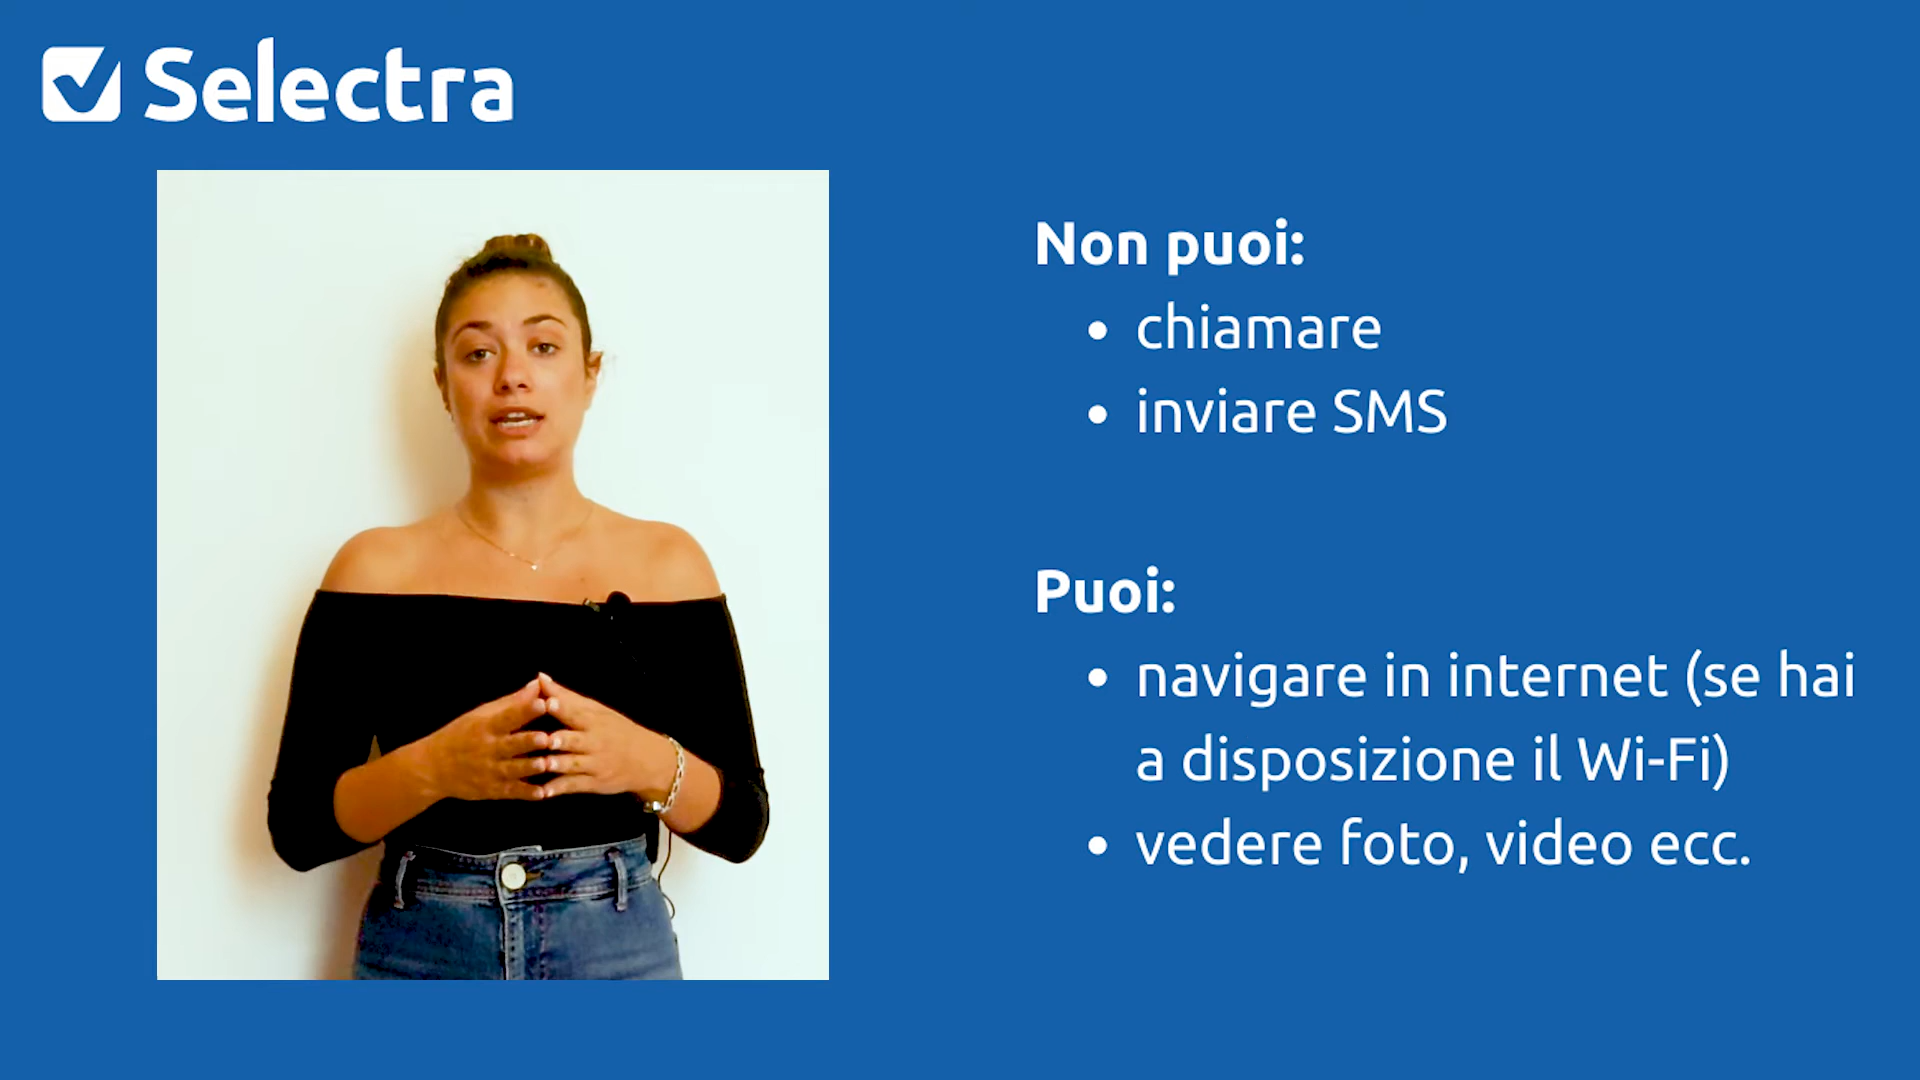 Selectra
Non puoi:
• chiamare
• inviare SMS
Puoi:
• navigare in internet (se hai
a disposizione il Wi-Fi)
• vedere foto, video ecc.